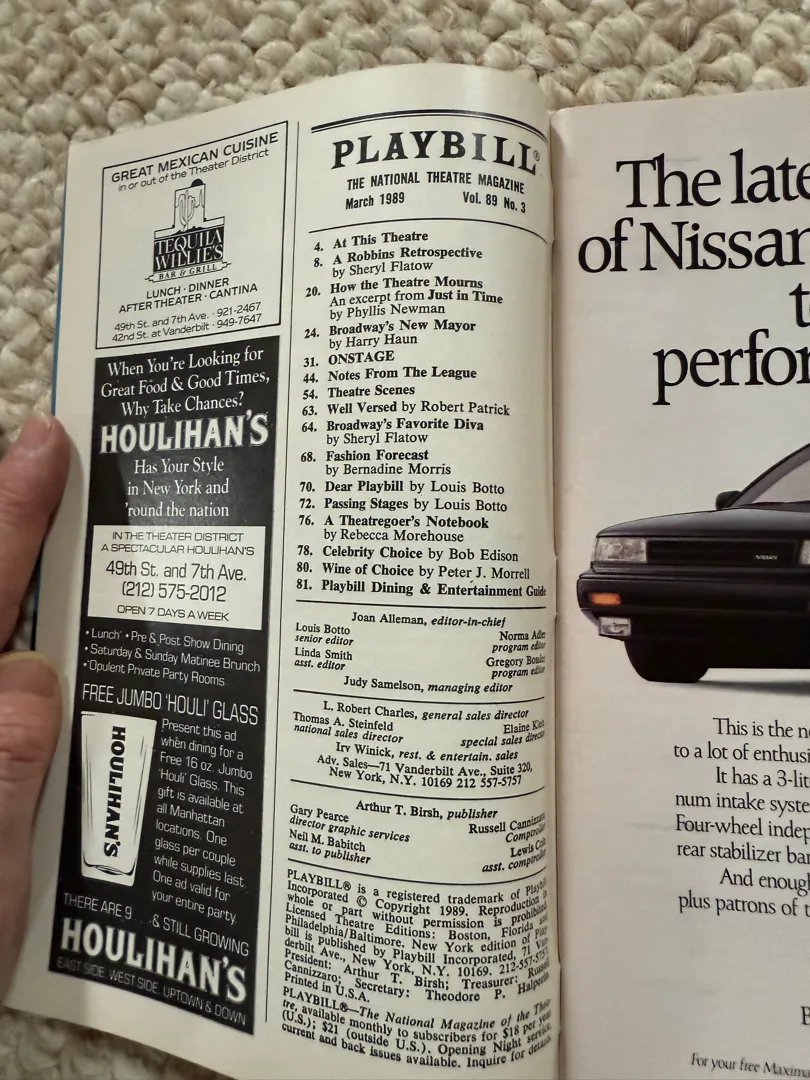 GREAT MEXICAN CUISINE
in or out of the Theater District
TEQUILA
WILLIE'S
BAR & GRILL
LUNCH · DINNER
AFTER THEATER · CANTINA
49th St. and 7th Ave. · 921-2467
42nd St. at Vanderbilt · 949-7647
When You're Looking for
Great Food & Good Times,
Why Take Chances?
HOULIHAN'S
Has Your Style
in New York and
'round the nation
IN THE THEATER DISTRICT
A SPECTACULAR HOULIHAN'S
49th St. and 7th Ave.
(212) 575-2012
OPEN 7 DAYS A WEEK
• Lunch • Pre & Post Show Dining
• Saturday & Sunday Matinee Brunch
• Opulent Private Party Rooms
FREE JUMBO 'HOULI' GLASS
HOULIHAN'S
Present this ad
when dining for a
Free 16 oz. Jumbo
'Houli' Glass. This
gift is available at
all Manhattan
locations. One
glass per couple
while supplies last.
One ad valid for
your entire party.
THERE ARE 9 . . . & STILL GROWING
HOULIHAN'S
EAST SIDE, WEST SIDE, UPTOWN & DOWN
PLAYBILL®
THE NATIONAL THEATRE MAGAZINE
March 1989 Vol. 89 No. 3
4. At This Theatre
8. A Robbins Retrospective
by Sheryl Flatow
20. How the Theatre Mourns
An excerpt from Just in Time
by Phyllis Newman
24. Broadway's New Mayor
by Harry Haun
31. ONSTAGE
44. Notes From The League
54. Theatre Scenes
63. Well Versed by Robert Patrick
64. Broadway's Favorite Diva
by Sheryl Flatow
68. Fashion Forecast
by Bernadine Morris
70. Dear Playbill by Louis Botto
72. Passing Stages by Louis Botto
76. A Theatregoer's Notebook
by Rebecca Morehouse
78. Celebrity Choice by Bob Edison
80. Wine of Choice by Peter J. Morrell
81. Playbill Dining & Entertainment Guide
Joan Alleman, editor-in-chief
Louis Botto Norma Adler
senior editor program editor
Linda Smith Gregory
asst. editor program editor
Judy Samelson, managing editor
L. Robert Charles, general sales director
Thomas A. Steinfeld Elaine
national sales director special sales director
Irv Winick, rest. & entertain. sales
Adv. Sales—71 Vanderbilt Ave., Suite 320,
New York, N.Y. 10169 212 557-5757
Arthur T. Birsh, publisher
Gary Pearce Russell Cannizzaro
director graphic services Comptroller
Neil M. Babitch Lewis
asst. to publisher asst. comptroller
PLAYBILL® is a registered trademark of Playbill
Incorporated © Copyright 1989. Reproduction in
whole or part without permission is prohibited.
Licensed Theatre Editions: Boston, Florida and
Philadelphia/Baltimore. New York edition of Play-
bill is published by Playbill Incorporated, 71 Van-
derbilt Ave., New York, N.Y. 10169. 212-557-5757.
President: Arthur T. Birsh; Treasurer: Russell
Cannizzaro; Secretary: Theodore P. Halperin.
Printed in U.S.A.
PLAYBILL®—The National Magazine of the Thea-
tre, available monthly to subscribers for $18 per year
(U.S.); $21 (outside U.S.). Opening Night service,
current and back issues available. Inquire for details.
The late
of Nissan
t
perfor
NISSAN
This is the n
to a lot of enthusi
It has a 3-lit
num intake syste
Four-wheel indep
rear stabilizer bar
And enough
plus patrons of t
B
For your free Maxima